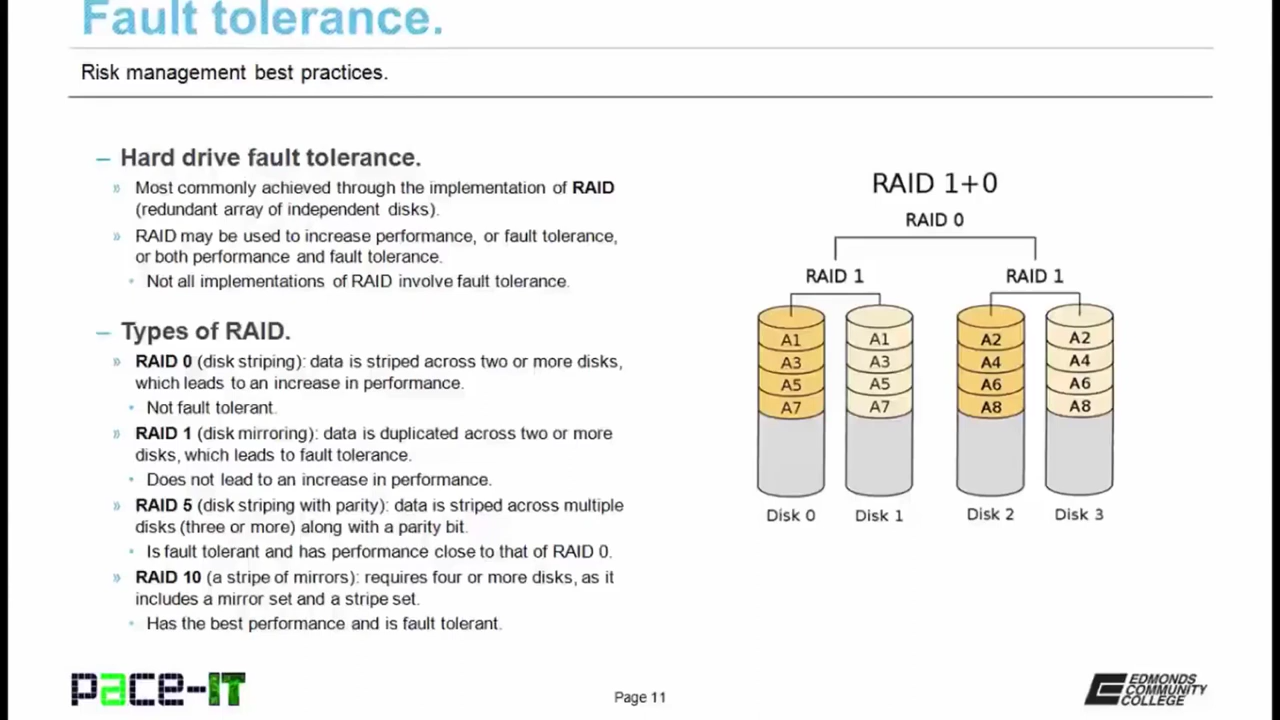 Fault tolerance.
Risk management best practices.
– Hard drive fault tolerance.
» Most commonly achieved through the implementation of RAID
(redundant array of independent disks).
» RAID may be used to increase performance, or fault tolerance,
or both performance and fault tolerance.
• Not all implementations of RAID involve fault tolerance.
– Types of RAID.
» RAID 0 (disk striping): data is striped across two or more disks,
which leads to an increase in performance.
• Not fault tolerant.
» RAID 1 (disk mirroring): data is duplicated across two or more
disks, which leads to fault tolerance.
• Does not lead to an increase in performance.
» RAID 5 (disk striping with parity): data is striped across multiple
disks (three or more) along with a parity bit.
• Is fault tolerant and has performance close to that of RAID 0.
» RAID 10 (a stripe of mirrors): requires four or more disks, as it
includes a mirror set and a stripe set.
• Has the best performance and is fault tolerant.
RAID 1+0
RAID 0
RAID 1 RAID 1
A1 A1 A2 A2
A3 A3 A4 A4
A5 A5 A6 A6
A7 A7 A8 A8
Disk 0 Disk 1 Disk 2 Disk 3
pace-IT
Page 11
EDMONDS
COMMUNITY
COLLEGE